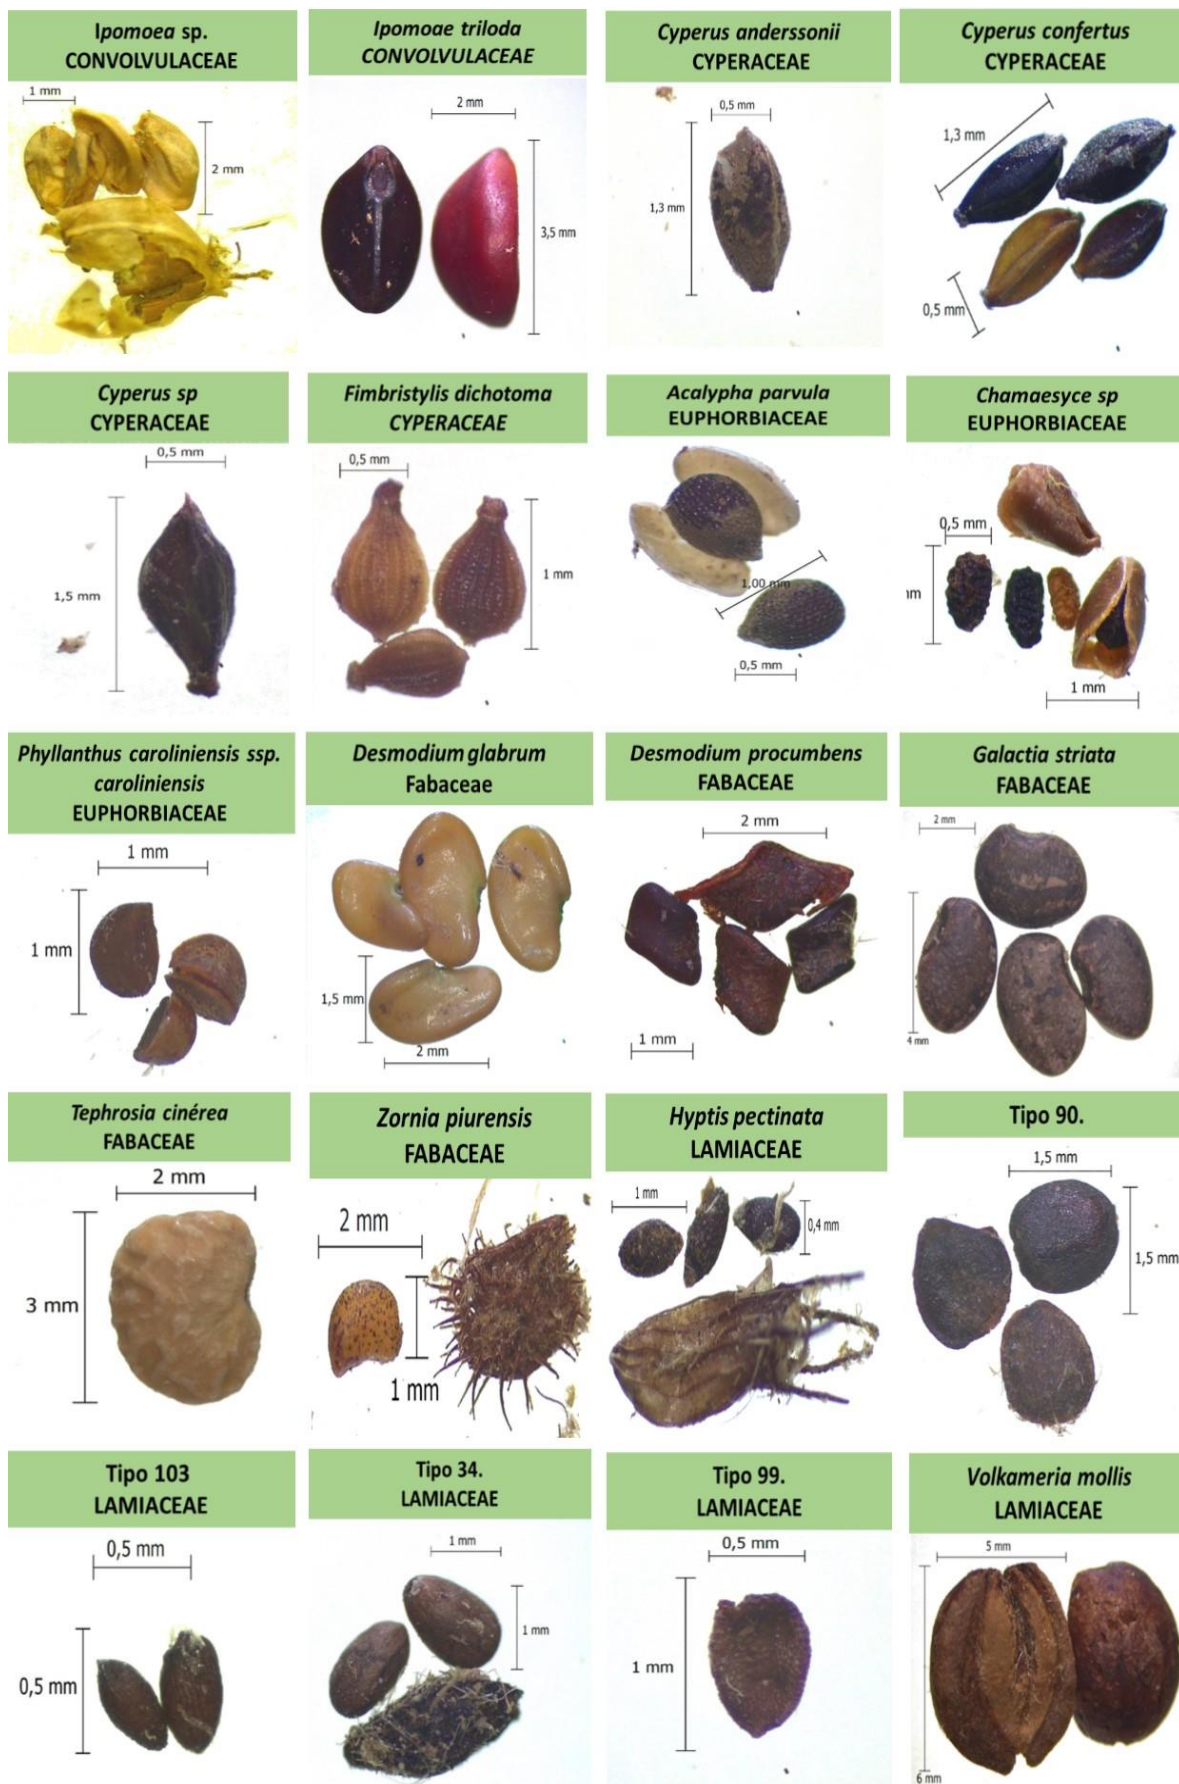 Ipomoea sp.
CONVOLVULACEAE
1 mm
2 mm
Ipomoae triloda
CONVOLVULACEAE
2 mm
3,5 mm
Cyperus anderssonii
CYPERACEAE
0,5 mm
1,3 mm
Cyperus confertus
CYPERACEAE
1,3 mm
0,5 mm
Cyperus sp
CYPERACEAE
0,5 mm
1,5 mm
Fimbristylis dichotoma
CYPERACEAE
0,5 mm
1 mm
Acalypha parvula
EUPHORBIACEAE
1,00 mm
0,5 mm
Chamaesyce sp
EUPHORBIACEAE
0,5 mm
1 mm
Phyllanthus caroliniensis ssp.
caroliniensis
EUPHORBIACEAE
1 mm
1 mm
Desmodium glabrum
Fabaceae
1,5 mm
2 mm
Desmodium procumbens
FABACEAE
2 mm
1 mm
Galactia striata
FABACEAE
2 mm
4 mm
Tephrosia cinérea
FABACEAE
2 mm
3 mm
Zornia piurensis
FABACEAE
2 mm
1 mm
Hyptis pectinata
LAMIACEAE
1 mm
0,4 mm
Tipo 90.
1,5 mm
1,5 mm
Tipo 103
LAMIACEAE
0,5 mm
0,5 mm
Tipo 34.
LAMIACEAE
1 mm
1 mm
Tipo 99.
LAMIACEAE
0,5 mm
1 mm
Volkameria mollis
LAMIACEAE
5 mm
6 mm